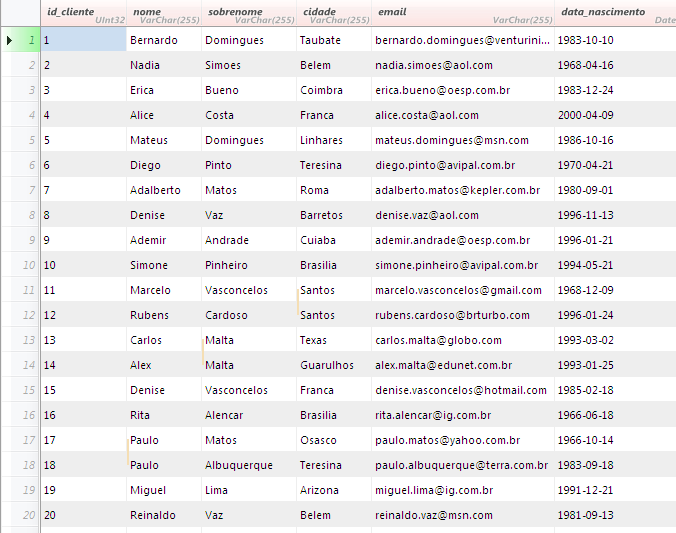 id_cliente nome sobrenome cidade email data_nascimento
UInt32 VarChar(255) VarChar(255) VarChar(255) VarChar(255) Date
1 1 Bernardo Domingues Taubate bernardo.domingues@venturini... 1983-10-10
2 2 Nadia Simoes Belem nadia.simoes@aol.com 1968-04-16
3 3 Erica Bueno Coimbra erica.bueno@oesp.com.br 1983-12-24
4 4 Alice Costa Franca alice.costa@aol.com 2000-04-09
5 5 Mateus Domingues Linhares mateus.domingues@msn.com 1986-10-16
6 6 Diego Pinto Teresina diego.pinto@avipal.com.br 1970-04-21
7 7 Adalberto Matos Roma adalberto.matos@kepler.com.br 1980-09-01
8 8 Denise Vaz Barretos denise.vaz@aol.com 1996-11-13
9 9 Ademir Andrade Cuiaba ademir.andrade@oesp.com.br 1996-01-21
10 10 Simone Pinheiro Brasilia simone.pinheiro@avipal.com.br 1994-05-21
11 11 Marcelo Vasconcelos Santos marcelo.vasconcelos@gmail.com 1968-12-09
12 12 Rubens Cardoso Santos rubens.cardoso@brturbo.com 1996-01-24
13 13 Carlos Malta Texas carlos.malta@globo.com 1993-03-02
14 14 Alex Malta Guarulhos alex.malta@edunet.com.br 1993-01-25
15 15 Denise Vasconcelos Franca denise.vasconcelos@hotmail.com 1985-02-18
16 16 Rita Alencar Brasilia rita.alencar@ig.com.br 1966-06-18
17 17 Paulo Matos Osasco paulo.matos@yahoo.com.br 1966-10-14
18 18 Paulo Albuquerque Teresina paulo.albuquerque@terra.com.br 1983-09-18
19 19 Miguel Lima Arizona miguel.lima@ig.com.br 1991-12-21
20 20 Reinaldo Vaz Belem reinaldo.vaz@msn.com 1981-09-13